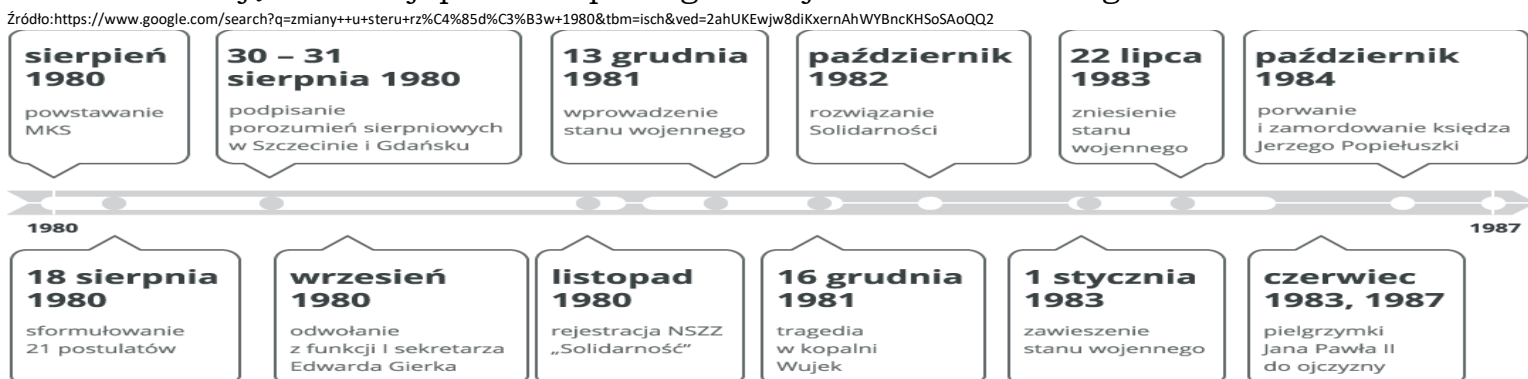 Źródło:https://www.google.com/search?q=zmiany++u+steru+rz%C4%85d%C3%B3w+1980&tbm=isch&ved=2ahUKEwjw8diKxernAhWYBncKHSoSAoQQ2
sierpień
1980
powstawanie
MKS
30 – 31
sierpnia 1980
podpisanie
porozumień sierpniowych
w Szczecinie i Gdańsku
13 grudnia
1981
wprowadzenie
stanu wojennego
październik
1982
rozwiązanie
Solidarności
22 lipca
1983
zniesienie
stanu
wojennego
październik
1984
porwanie
i zamordowanie księdza
Jerzego Popiełuszki
1980
1987
18 sierpnia
1980
sformułowanie
21 postulatów
wrzesień
1980
odwołanie
z funkcji I sekretarza
Edwarda Gierka
listopad
1980
rejestracja NSZZ
„Solidarność”
16 grudnia
1981
tragedia
w kopalni
Wujek
1 stycznia
1983
zawieszenie
stanu wojennego
czerwiec
1983, 1987
pielgrzymki
Jana Pawła II
do ojczyzny